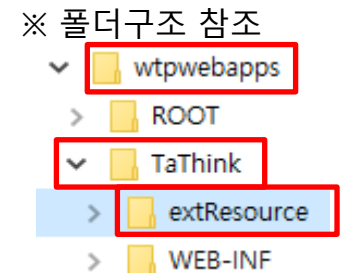 ※ 폴더구조 참조
wtpwebapps
ROOT
TaThink
extResource
WEB-INF